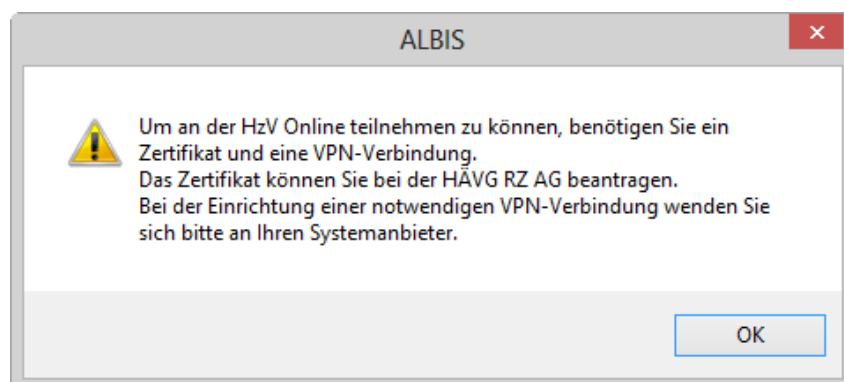 ALBIS
Um an der HzV Online teilnehmen zu können, benötigen Sie ein
Zertifikat und eine VPN-Verbindung.
Das Zertifikat können Sie bei der HÄVG RZ AG beantragen.
Bei der Einrichtung einer notwendigen VPN-Verbindung wenden Sie
sich bitte an Ihren Systemanbieter.
OK